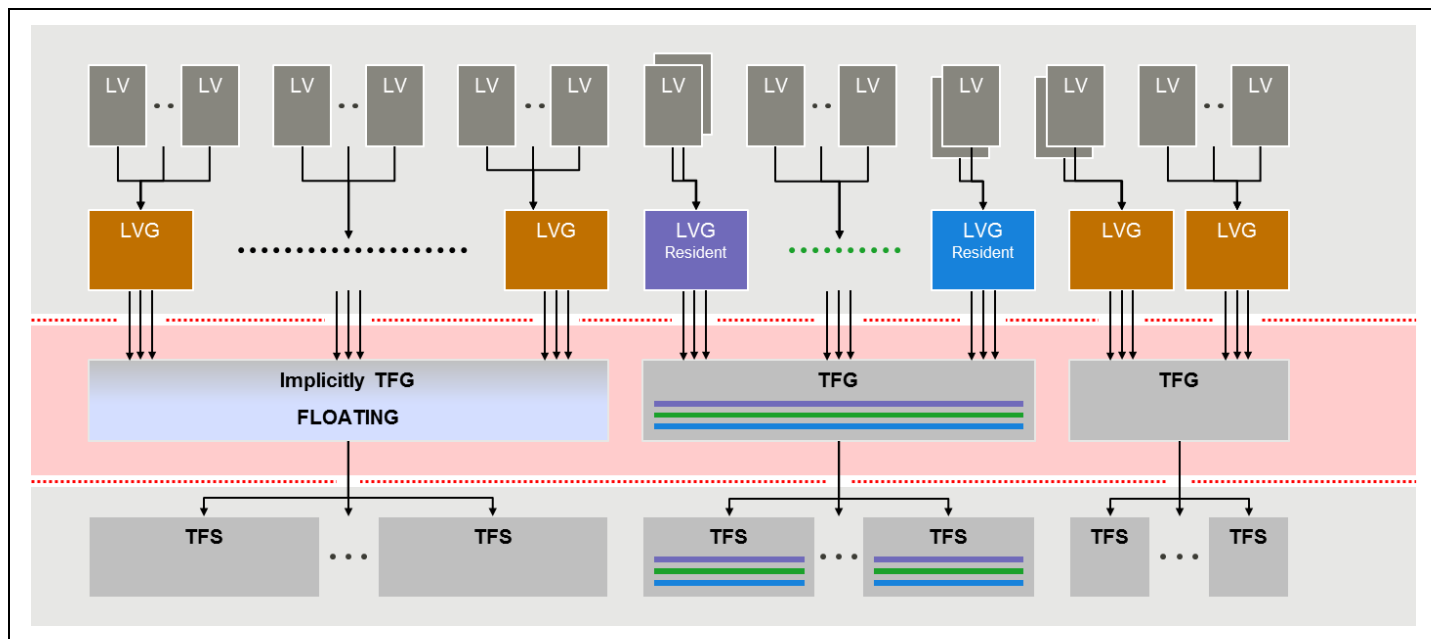 LV LV LV LV LV LV LV LV LV LV LV LV LV
LVG LVG LVG LVG LVG LVG
Resident Resident
Implicitly TFG TFG TFG
FLOATING
TFS TFS TFS TFS TFS TFS